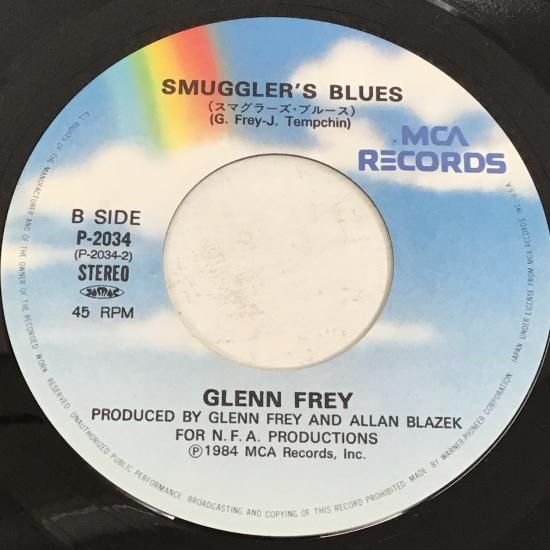 SMUGGLER'S BLUES
(スマグラーズ・ブルース)
(G. Frey-J. Tempchin)
MCA
RECORDS
B SIDE
P-2034
(P-2034-2)
STEREO
45 RPM
GLENN FREY
PRODUCED BY GLENN FREY AND ALLAN BLAZEK
FOR N.F.A. PRODUCTIONS
Ⓟ1984 MCA Records, Inc.
ALL RIGHTS OF THE MANUFACTURER AND OF THE OWNER OF THE RECORDED WORK RESERVED. UNAUTHORIZED PUBLIC PERFORMANCE, BROADCASTING AND COPYING OF THIS RECORD PROHIBITED. MADE BY WARNER-PIONEER CORPORATION, JAPAN UNDER LICENSE FROM MCA RECORDS INC. U.S.A.